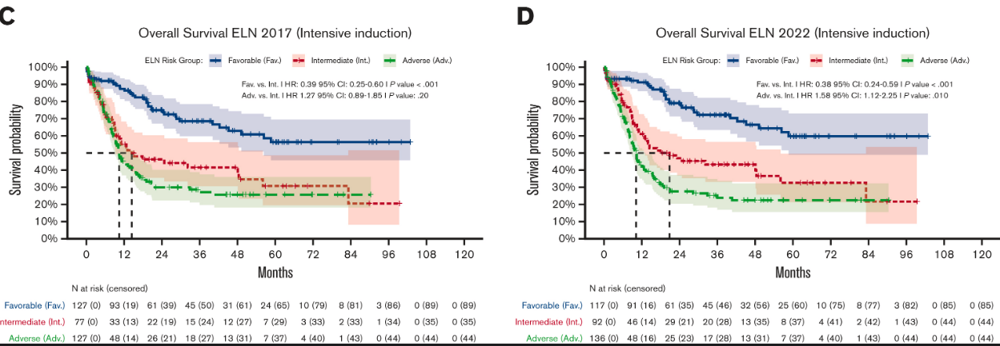 C
Overall Survival ELN 2017 (Intensive induction)
ELN Risk Group: Favorable (Fav.) Intermediate (Int.) Adverse (Adv.)
Fav. vs. Int. I HR: 0.39 95% CI: 0.25-0.60 I P value < .001
Adv. vs. Int. I HR 1.27 95% CI: 0.89-1.85 I P value: .20
Survival probability
100%
90%
80%
70%
60%
50%
40%
30%
20%
10%
0%
0 12 24 36 48 60 72 84 96 108 120
Months
N at risk (censored)
Favorable (Fav.) 127 (0) 93 (19) 61 (39) 45 (50) 31 (61) 24 (65) 10 (79) 8 (81) 3 (86) 0 (89) 0 (89)
ntermediate (Int.) 77 (0) 33 (13) 22 (19) 15 (24) 12 (27) 7 (29) 3 (33) 2 (33) 1 (34) 0 (35) 0 (35)
Adverse (Adv.) 127 (0) 48 (14) 26 (21) 18 (27) 13 (31) 7 (37) 4 (40) 1 (43) 0 (44) 0 (44) 0 (44)
D
Overall Survival ELN 2022 (Intensive induction)
ELN Risk Group: Favorable (Fav.) Intermediate (Int.) Adverse (Adv.)
Fav. vs. Int. I HR: 0.38 95% CI: 0.24-0.59 I P value < .001
Adv. vs. Int. I HR 1.58 95% CI: 1.12-2.25 I P value: .010
Survival probability
100%
90%
80%
70%
60%
50%
40%
30%
20%
10%
0%
0 12 24 36 48 60 72 84 96 108 120
Months
N at risk (censored)
Favorable (Fav.) 117 (0) 91 (16) 61 (35) 45 (46) 32 (56) 25 (60) 10 (75) 8 (77) 3 (82) 0 (85) 0 (85)
Intermediate (Int.) 92 (0) 46 (14) 29 (21) 20 (28) 13 (35) 8 (37) 4 (41) 2 (42) 1 (43) 0 (44) 0 (44)
Adverse (Adv.) 136 (0) 48 (16) 25 (23) 17 (28) 13 (31) 7 (37) 4 (40) 1 (43) 0 (44) 0 (44) 0 (44)